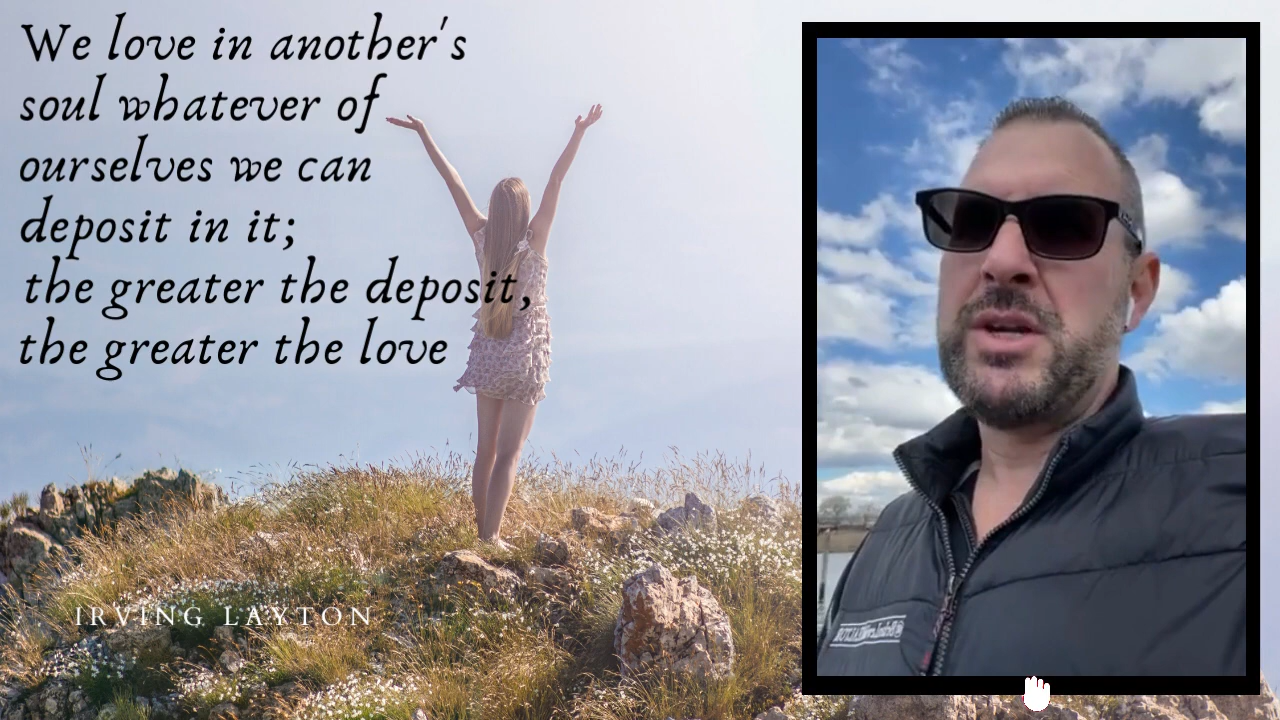 We love in another's
soul whatever of
ourselves we can
deposit in it;
the greater the deposit,
the greater the love
IRVING LAYTON